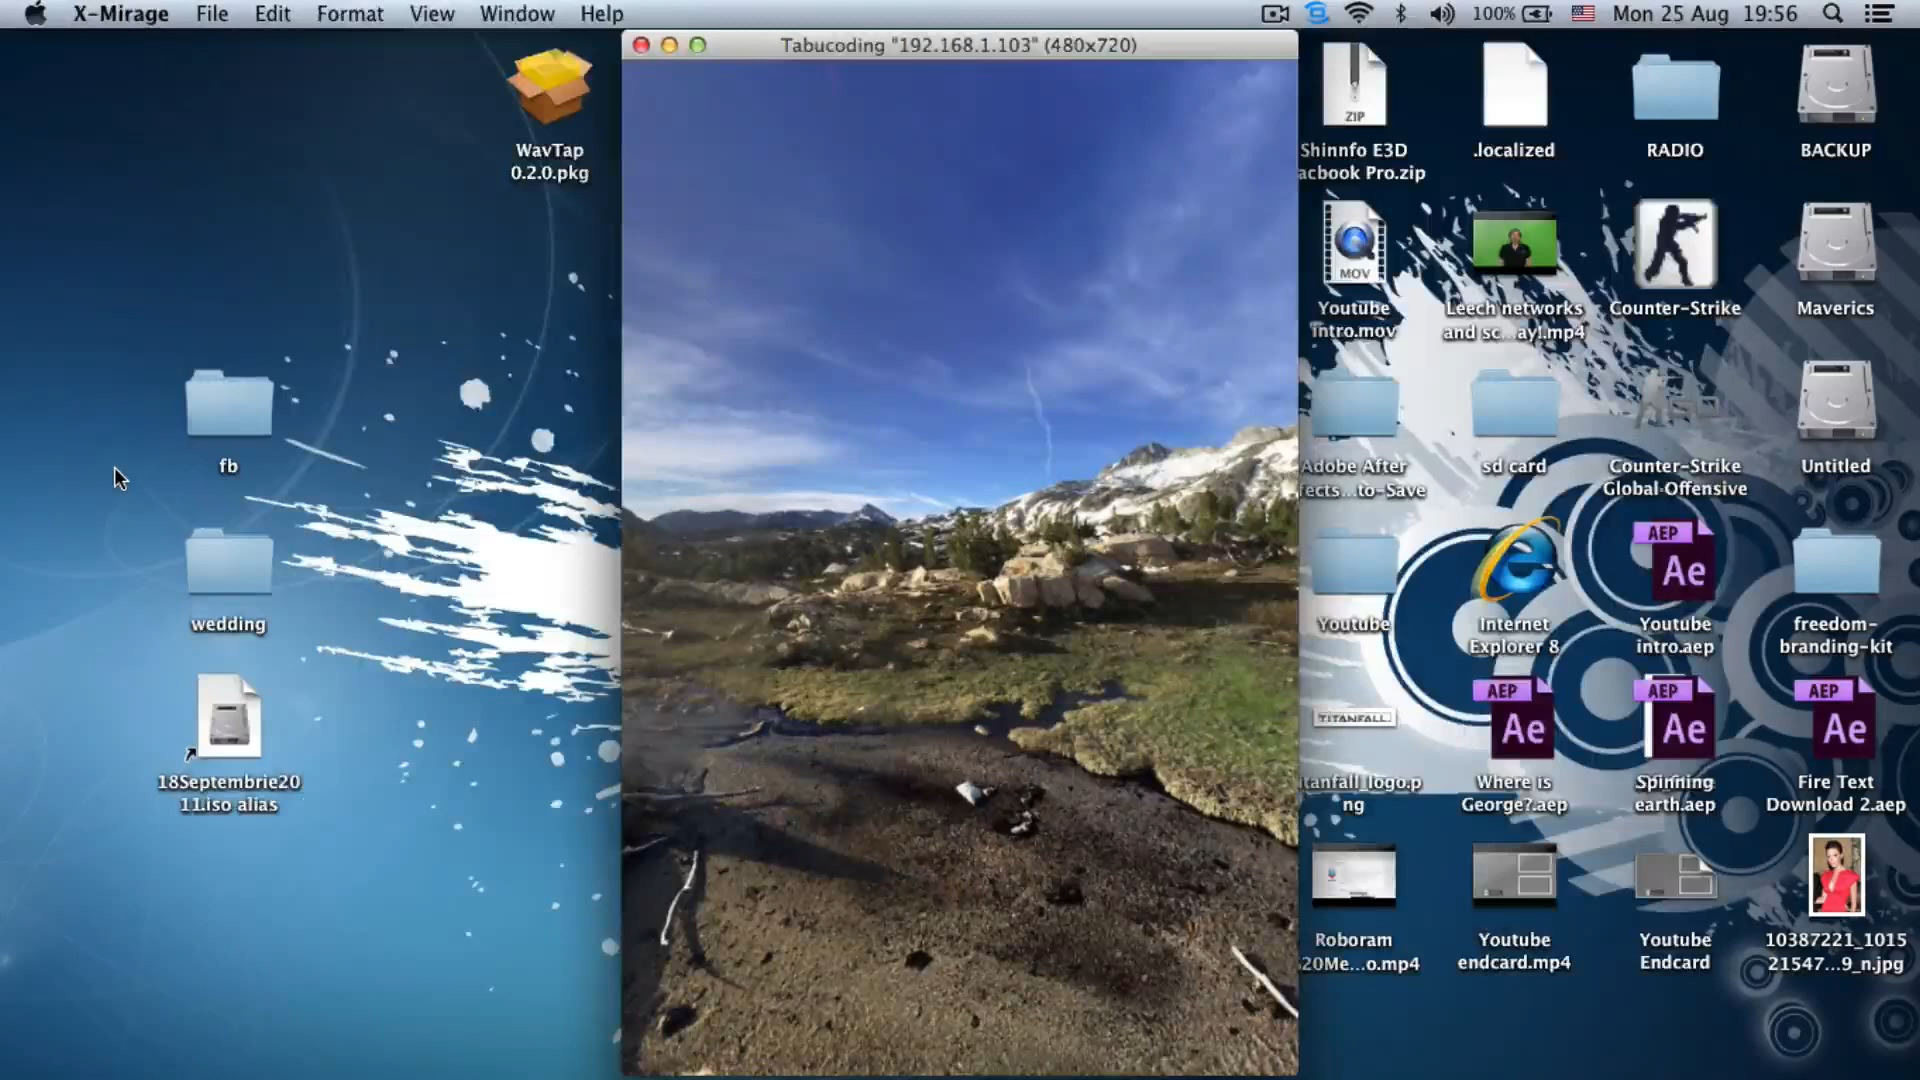 X-Mirage File Edit Format View Window Help 100% Mon 25 Aug 19:56
Tabucoding "192.168.1.103" (480x720)
WavTap
0.2.0.pkg
fb
wedding
18Septembrie20
11.iso alias
ZIP
Shinnfo E3D
acbook Pro.zip
.localized
RADIO
BACKUP
MOV
Youtube
intro.mov
Leech networks
and sc...ay!.mp4
Counter-Strike
Maverics
Adobe After
fects...to-Save
sd card
Counter-Strike
Global Offensive
Untitled
Youtube
Internet
Explorer 8
AEP
Ae
Youtube
intro.aep
freedom-
branding-kit
TITANFALL
tanfall_logo.p
ng
AEP
Ae
Where is
George?.aep
AEP
Ae
Spinning
earth.aep
AEP
Ae
Fire Text
Download 2.aep
Roboram
20Me...o.mp4
Youtube
endcard.mp4
Youtube
Endcard
10387221_1015
21547...9_n.jpg